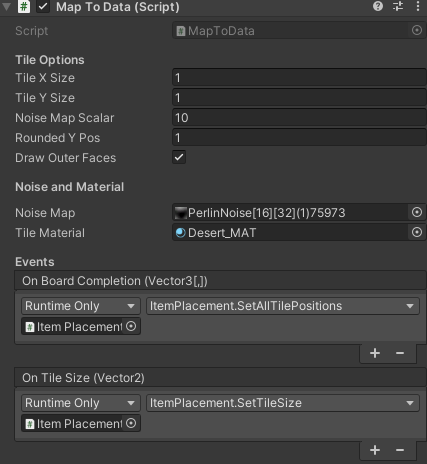 Map To Data (Script)
Script MapToData
Tile Options
Tile X Size 1
Tile Y Size 1
Noise Map Scalar 10
Rounded Y Pos 1
Draw Outer Faces
Noise and Material
Noise Map PerlinNoise[16][32](1)75973
Tile Material Desert_MAT
Events
On Board Completion (Vector3[,])
Runtime Only ItemPlacement.SetAllTilePositions
Item Placement
On Tile Size (Vector2)
Runtime Only ItemPlacement.SetTileSize
Item Placement